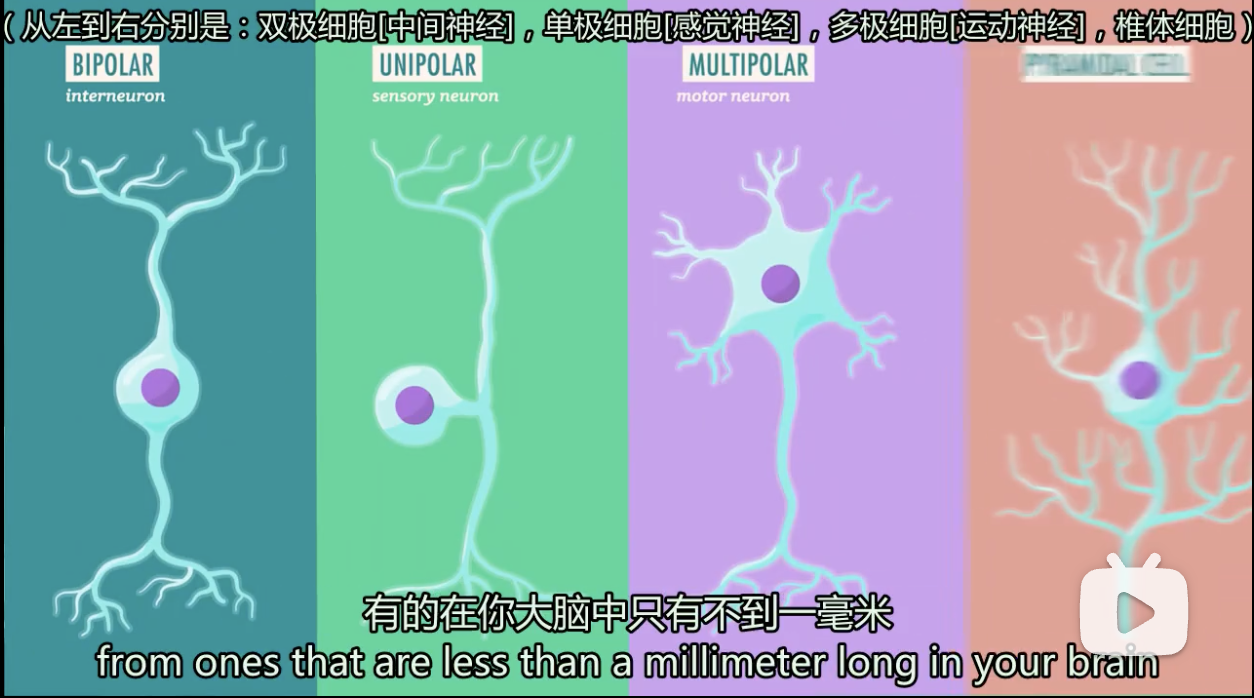 (从左到右分别是：双极细胞[中间神经]，单极细胞[感觉神经]，多极细胞[运动神经]，椎体细胞)
BIPOLAR
interneuron
UNIPOLAR
sensory neuron
MULTIPOLAR
motor neuron
PYRAMIDAL CELL
有的在你大脑中只有不到一毫米
from ones that are less than a millimeter long in your brain